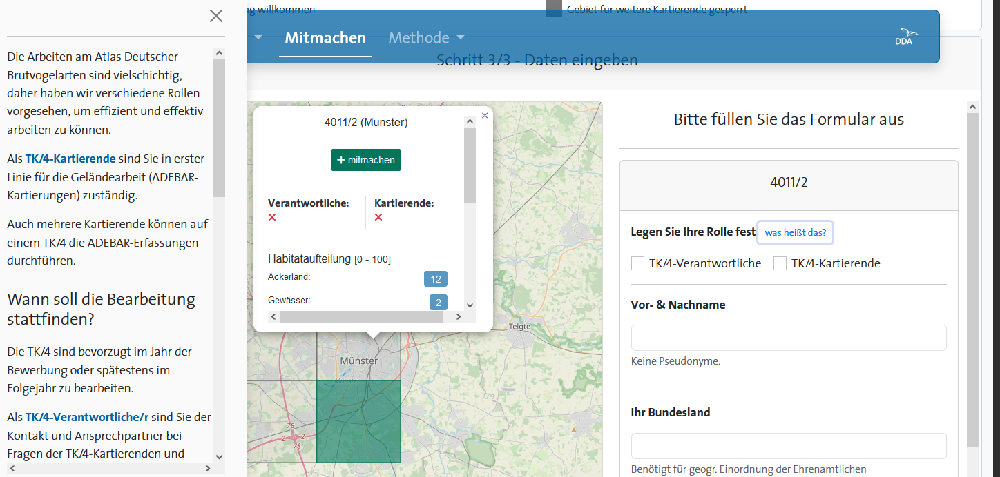 Die Arbeiten am Atlas Deutscher
Brutvogelarten sind vielschichtig,
daher haben wir verschiedene Rollen
vorgesehen, um effizient und effektiv
arbeiten zu können.
Als TK/4-Kartierende sind Sie in erster
Linie für die Geländearbeit (ADEBAR-
Kartierungen) zuständig.
Auch mehrere Kartierende können auf
einem TK/4 die ADEBAR-Erfassungen
durchführen.
Wann soll die Bearbeitung
stattfinden?
Die TK/4 sind bevorzugt im Jahr der
Bewerbung oder spätestens im
Folgejahr zu bearbeiten.
Als TK/4-Verantwortliche/r sind Sie der
Kontakt und Ansprechpartner bei
Fragen der TK/4-Kartierenden und
ng willkommen
Gebiet für weitere Kartierende gesperrt
Mitmachen
Methode
DDA
Schritt 3/3 - Daten eingeben
4011/2 (Münster)
+ mitmachen
Verantwortliche:
Kartierende:
Habitataufteilung [0 - 100]
Ackerland:
12
Gewässer:
2
Telgte
Münster
Münster
78
2
2
78
Bitte füllen Sie das Formular aus
4011/2
Legen Sie Ihre Rolle fest
was heißt das?
TK/4-Verantwortliche
TK/4-Kartierende
Vor- & Nachname
Keine Pseudonyme.
Ihr Bundesland
Benötigt für geogr. Einordnung der Ehrenamtlichen